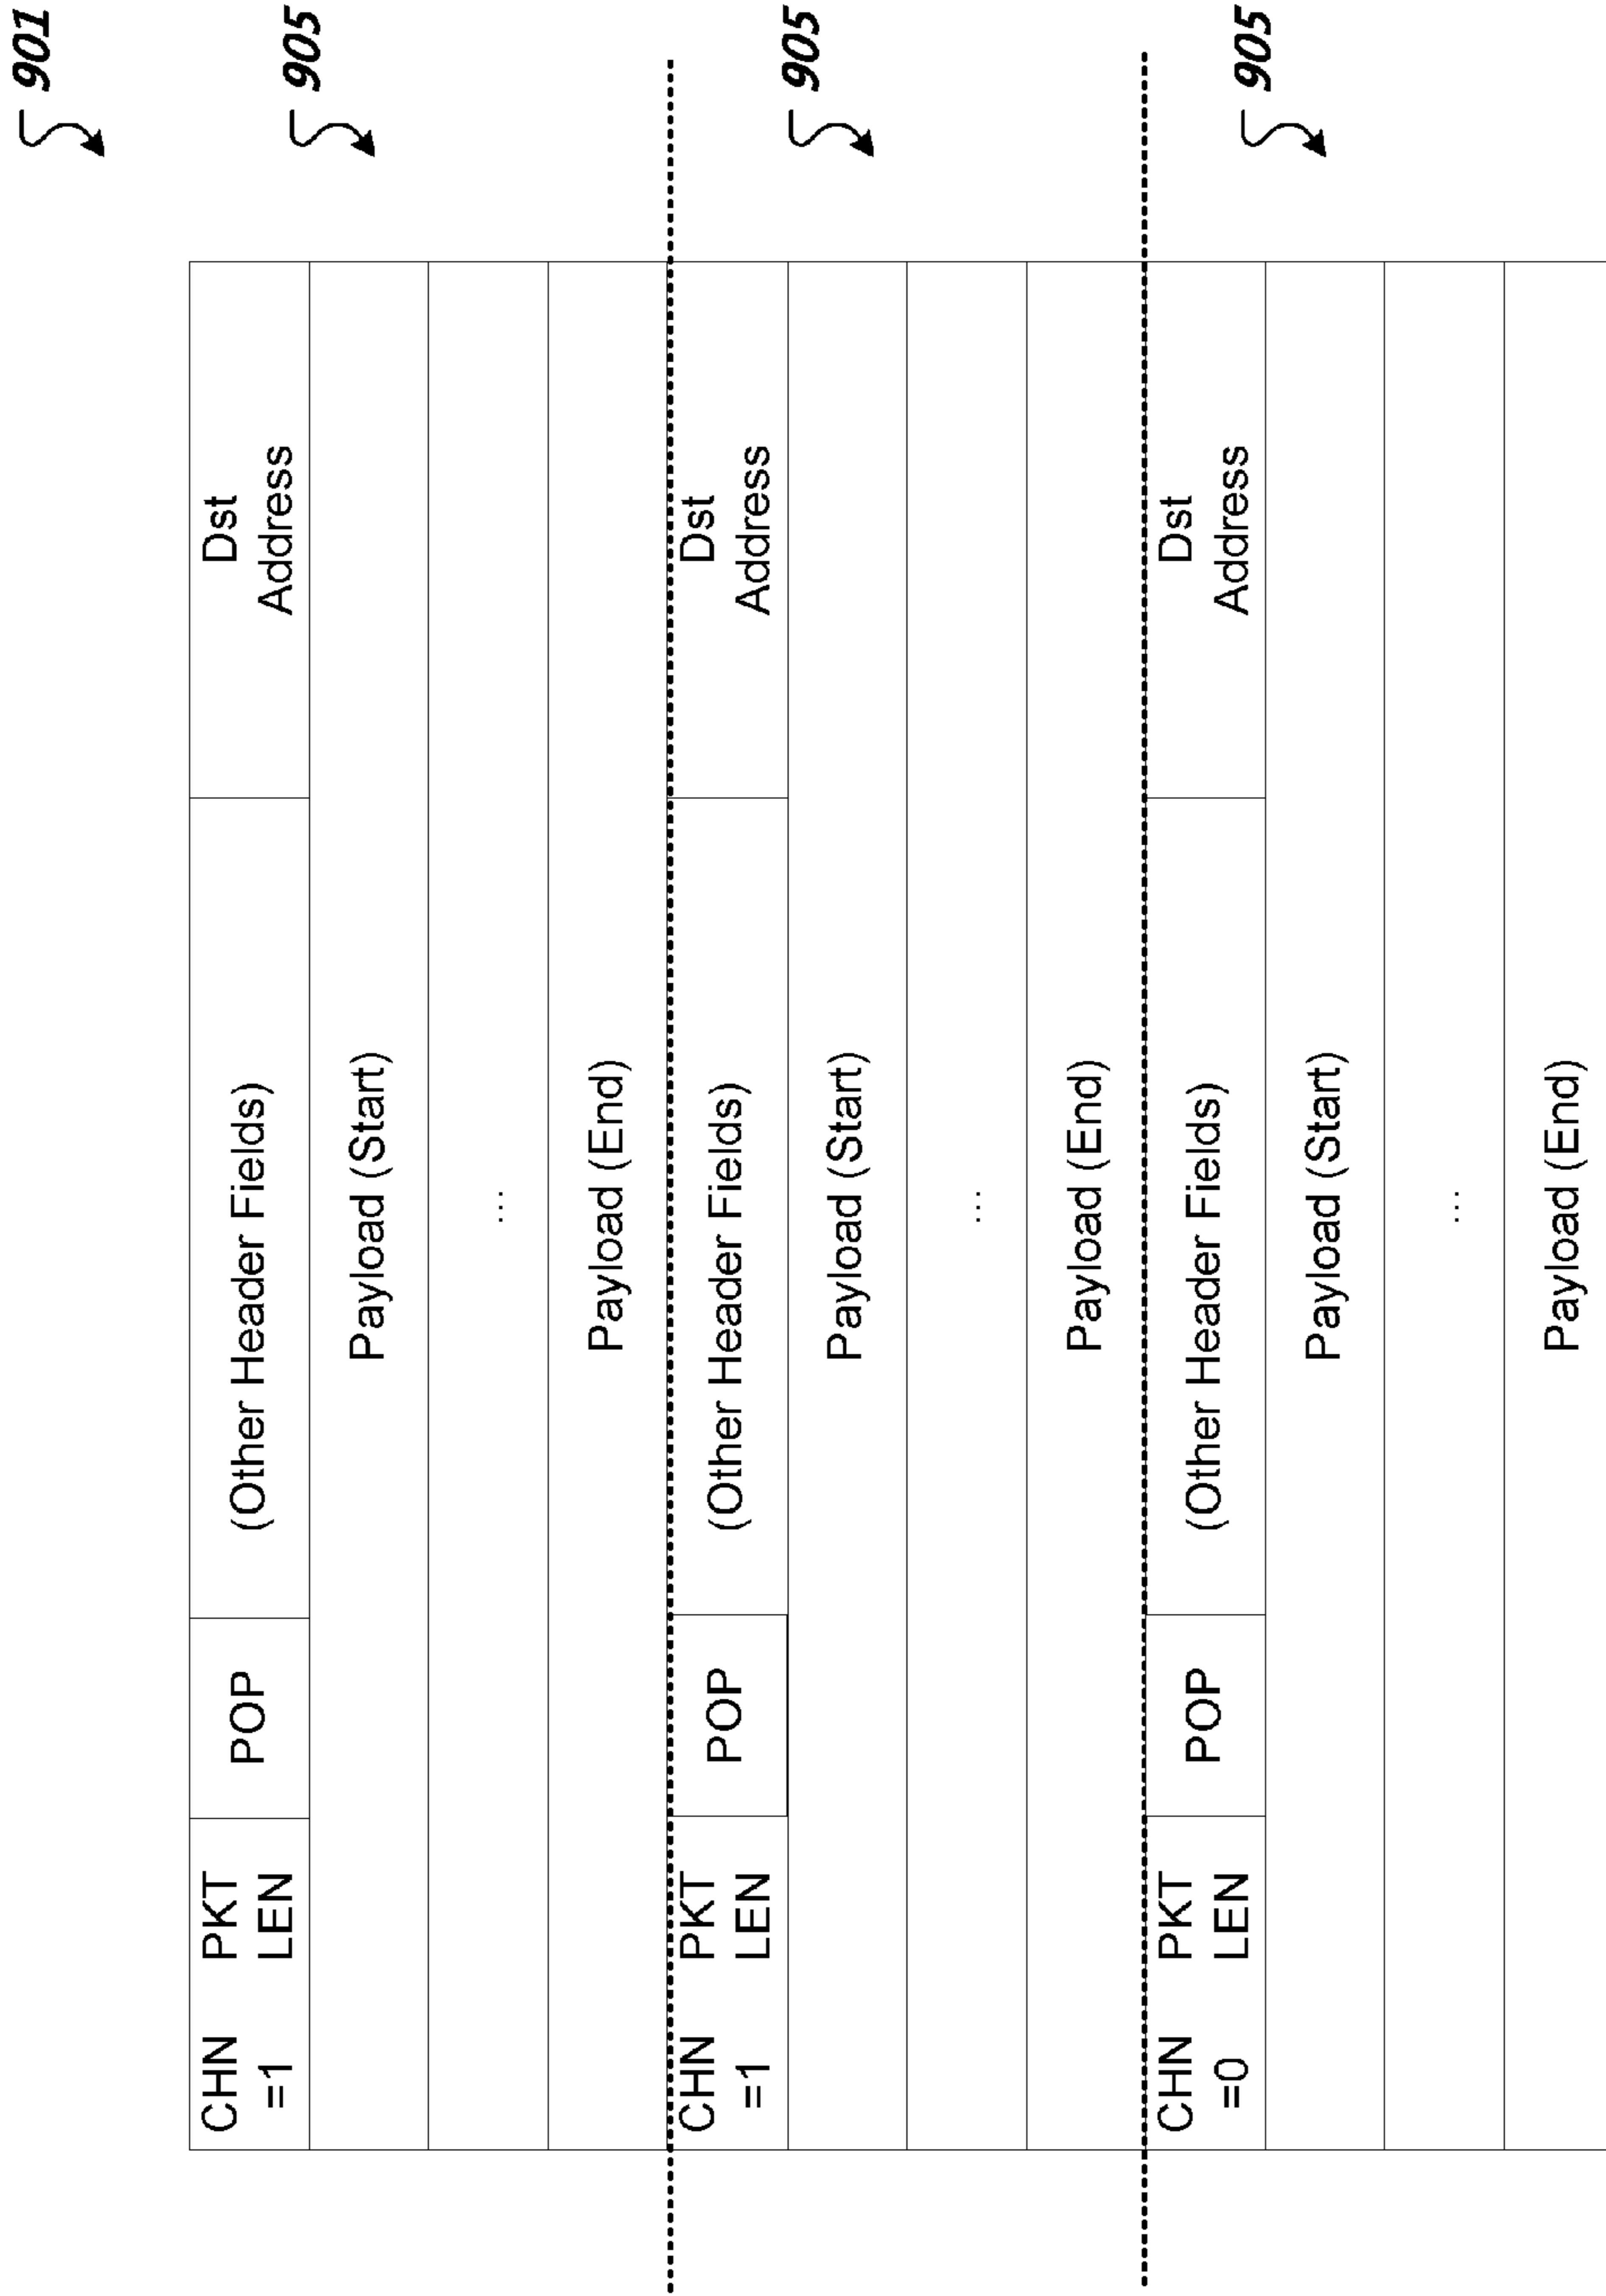 901
CHN
=1
PKT
LEN
POP
(Other Header Fields)
Dst
Address
905
Payload (Start)
...
Payload (End)
CHN
=1
PKT
LEN
POP
(Other Header Fields)
Dst
Address
905
Payload (Start)
...
Payload (End)
CHN
=0
PKT
LEN
POP
(Other Header Fields)
Dst
Address
905
Payload (Start)
...
Payload (End)